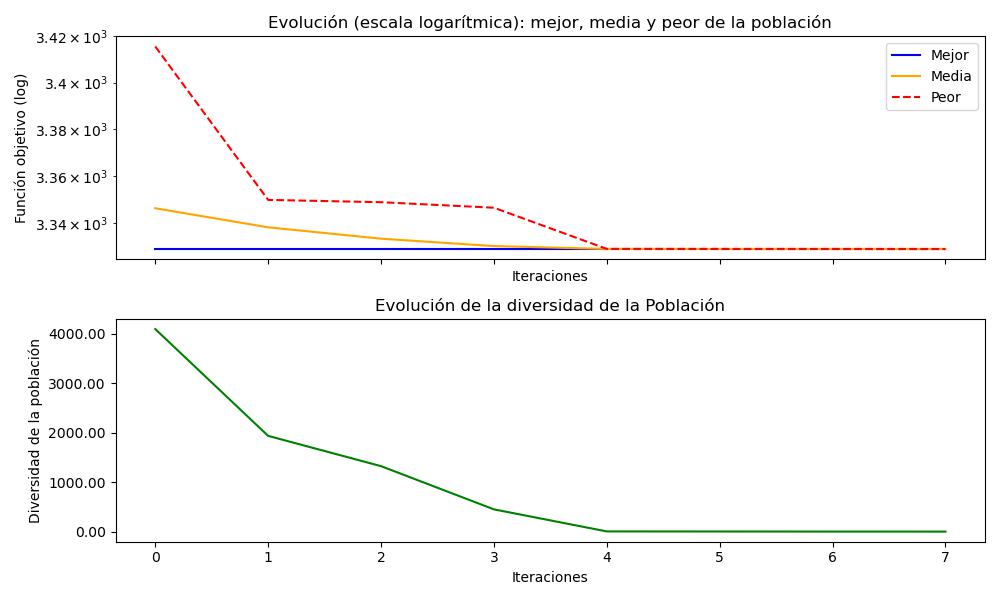 Evolución (escala logarítmica): mejor, media y peor de la población
Función objetivo (log)
3.42 × 10³
3.4 × 10³
3.38 × 10³
3.36 × 10³
3.34 × 10³
Mejor
Media
Peor
Iteraciones
Evolución de la diversidad de la Población
Diversidad de la población
4000.00
3000.00
2000.00
1000.00
0.00
0 1 2 3 4 5 6 7
Iteraciones